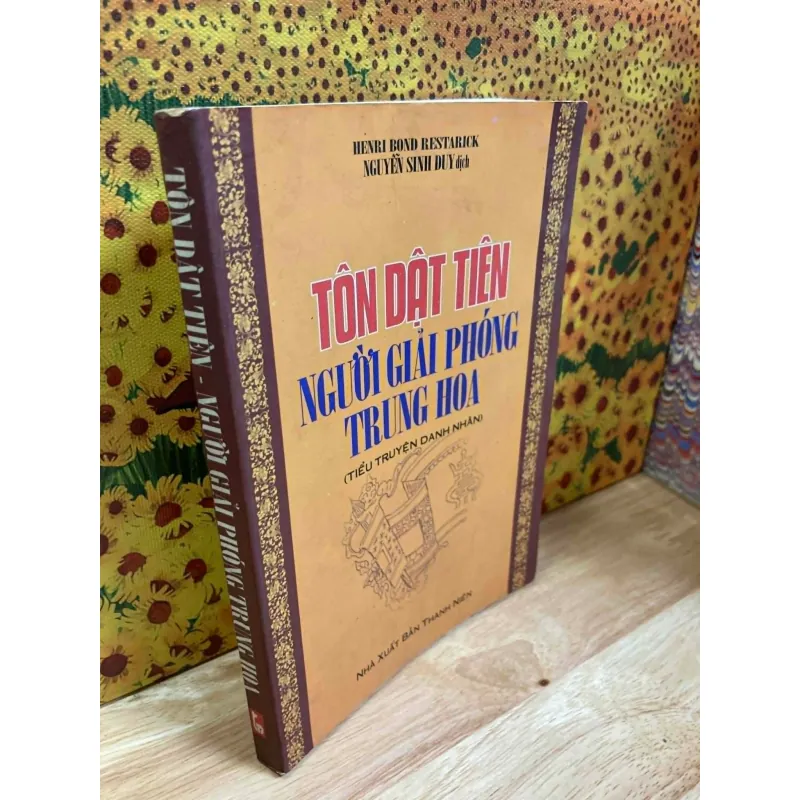 HENRI BOND RESTARICK
NGUYỄN SINH DUY dịch
TÔN DẬT TIÊN
NGƯỜI GIẢI PHÓNG
TRUNG HOA
(TIỂU TRUYỆN DANH NHÂN)
NHÀ XUẤT BẢN THANH NIÊN
TÔN DẬT TIÊN - NGƯỜI GIẢI PHÓNG TRUNG HOA